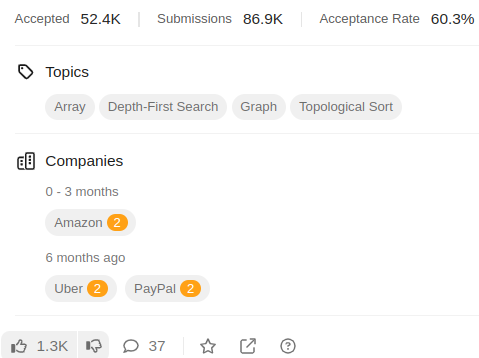 Accepted 52.4K Submissions 86.9K Acceptance Rate 60.3%
Topics
Array Depth-First Search Graph Topological Sort
Companies
0 - 3 months
Amazon 2
6 months ago
Uber 2 PayPal 2
1.3K 37